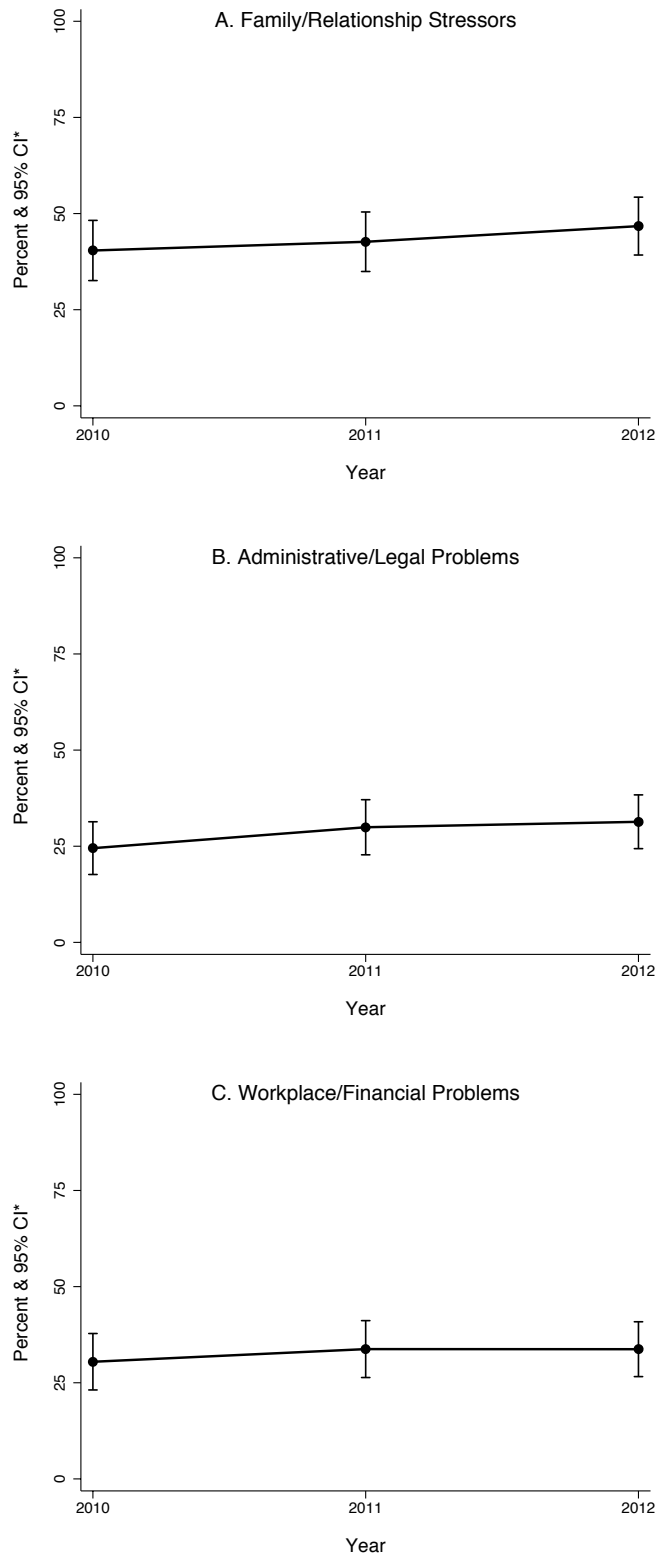 A. Family/Relationship Stressors
100
75
50
25
0
Percent & 95% CI*
2010 2011 2012
Year
B. Administrative/Legal Problems
100
75
50
25
0
Percent & 95% CI*
2010 2011 2012
Year
C. Workplace/Financial Problems
100
75
50
25
0
Percent & 95% CI*
2010 2011 2012
Year